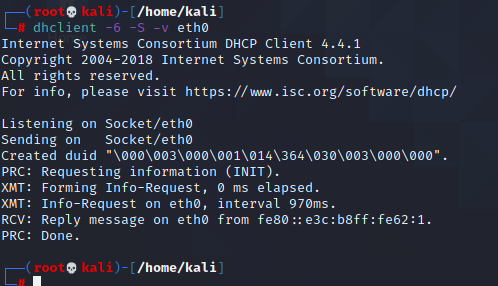 ┌──(root💀kali)-[/home/kali]
└─# dhclient -6 -S -v eth0
Internet Systems Consortium DHCP Client 4.4.1
Copyright 2004-2018 Internet Systems Consortium.
All rights reserved.
For info, please visit https://www.isc.org/software/dhcp/
Listening on Socket/eth0
Sending on   Socket/eth0
Created duid "\000\003\000\001\014\364\030\003\000\000".
PRC: Requesting information (INIT).
XMT: Forming Info-Request, 0 ms elapsed.
XMT: Info-Request on eth0, interval 970ms.
RCV: Reply message on eth0 from fe80::e3c:b8ff:fe62:1.
PRC: Done.
┌──(root💀kali)-[/home/kali]
└─#